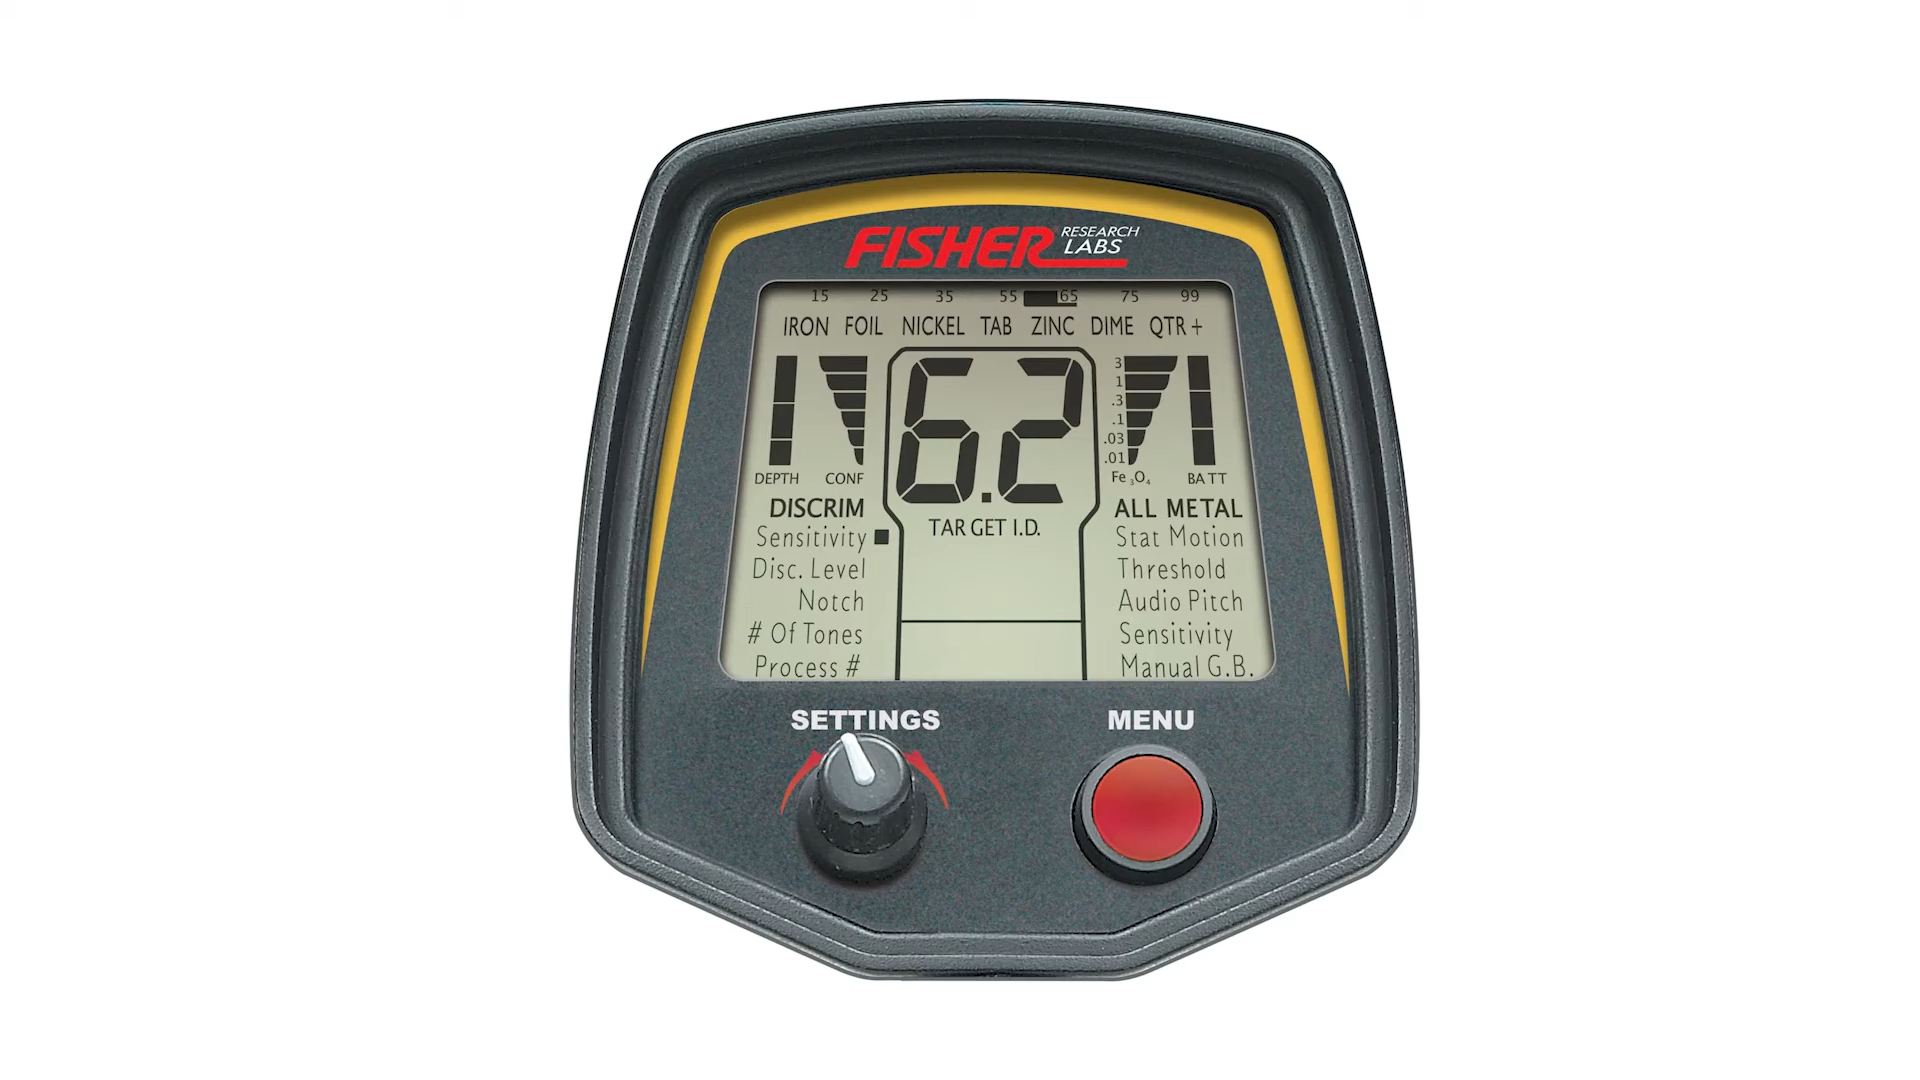 FISHER RESEARCH LABS
15 25 35 55 65 75 99
IRON FOIL NICKEL TAB ZINC DIME QTR +
6.2
3
1
.3
.1
.03
.01
DEPTH CONF Fe3O4 BATT
TARGET I.D.
DISCRIM
Sensitivity
Disc. Level
Notch
# Of Tones
Process #
ALL METAL
Stat Motion
Threshold
Audio Pitch
Sensitivity
Manual G.B.
SETTINGS MENU